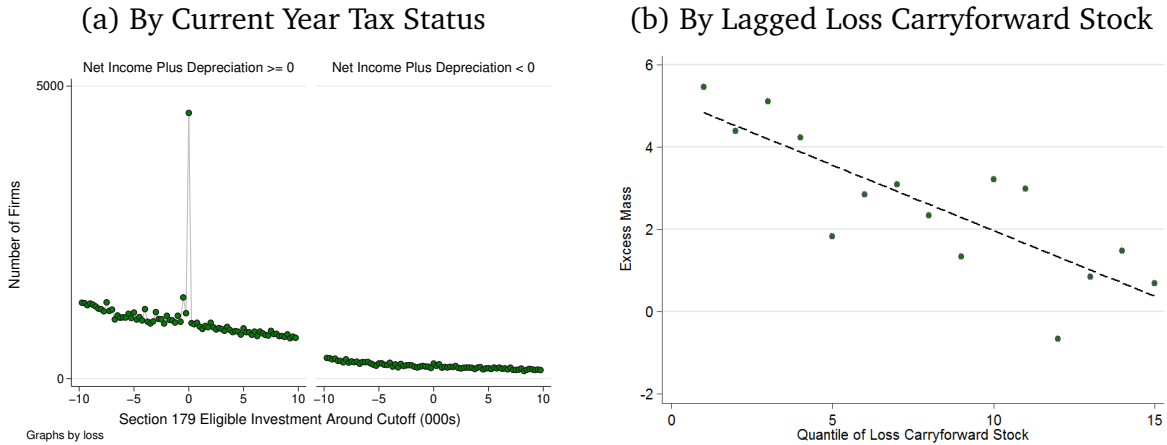 (a) By Current Year Tax Status
Net Income Plus Depreciation >= 0
Net Income Plus Depreciation < 0
Number of Firms
5000
0
−10 −5 0 5 10
−10 −5 0 5 10
Section 179 Eligible Investment Around Cutoff (000s)
Graphs by loss
(b) By Lagged Loss Carryforward Stock
Excess Mass
6
4
2
0
-2
0 5 10 15
Quantile of Loss Carryforward Stock